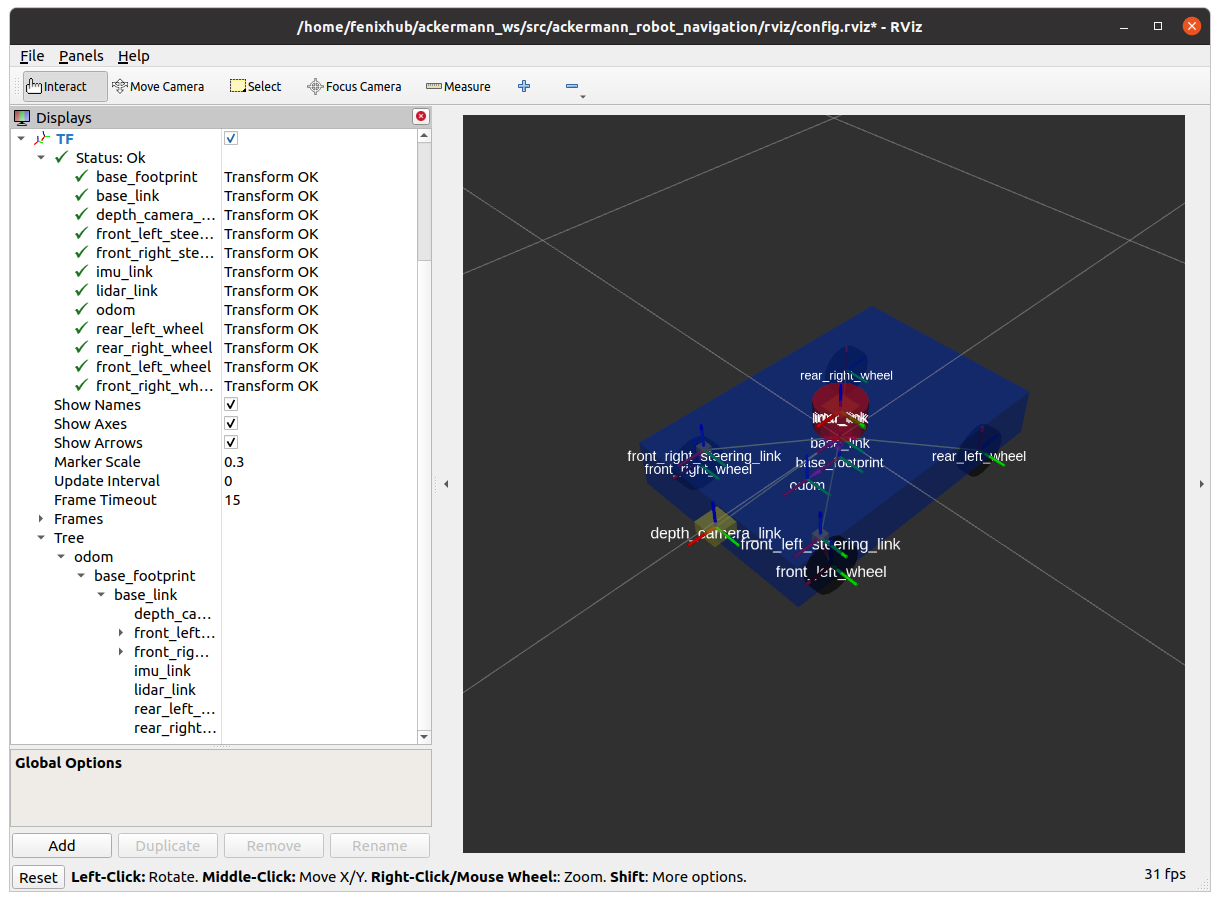 /home/fenixhub/ackermann_ws/src/ackermann_robot_navigation/rviz/config.rviz* - RViz
File Panels Help
Interact Move Camera Select Focus Camera Measure
Displays
TF
Status: Ok
base_footprint Transform OK
base_link Transform OK
depth_camera_... Transform OK
front_left_stee... Transform OK
front_right_ste... Transform OK
imu_link Transform OK
lidar_link Transform OK
odom Transform OK
rear_left_wheel Transform OK
rear_right_wheel Transform OK
front_left_wheel Transform OK
front_right_wh... Transform OK
Show Names
Show Axes
Show Arrows
Marker Scale 0.3
Update Interval 0
Frame Timeout 15
Frames
Tree
odom
base_footprint
base_link
depth_ca...
front_left...
front_rig...
imu_link
lidar_link
rear_left_...
rear_right...
Global Options
Add Duplicate Remove Rename
Reset Left-Click: Rotate. Middle-Click: Move X/Y. Right-Click/Mouse Wheel:: Zoom. Shift: More options.
31 fps
rear_right_wheel
base_link
front_right_steering_link
base_footprint
rear_left_wheel
front_right_wheel
odom
depth_camera_link
front_left_steering_link
front_left_wheel